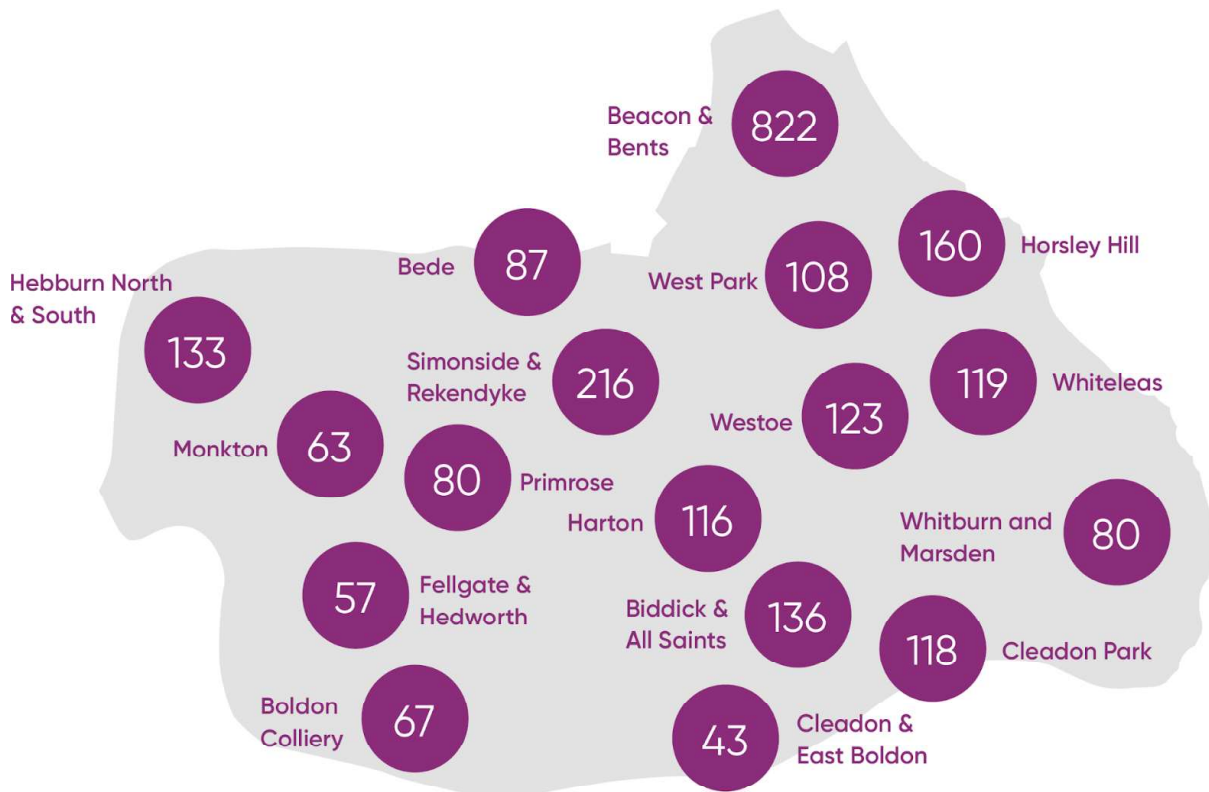 Beacon &
Bents
822
Horsley Hill
160
West Park
108
Bede
87
Hebburn North
& South
133
Simonside &
Rekendyke
216
Whiteleas
119
Westoe
123
Monkton
63
Primrose
80
Harton
116
Whitburn and
Marsden
80
Fellgate &
Hedworth
57
Biddick &
All Saints
136
Cleadon Park
118
Boldon
Colliery
67
Cleadon &
East Boldon
43